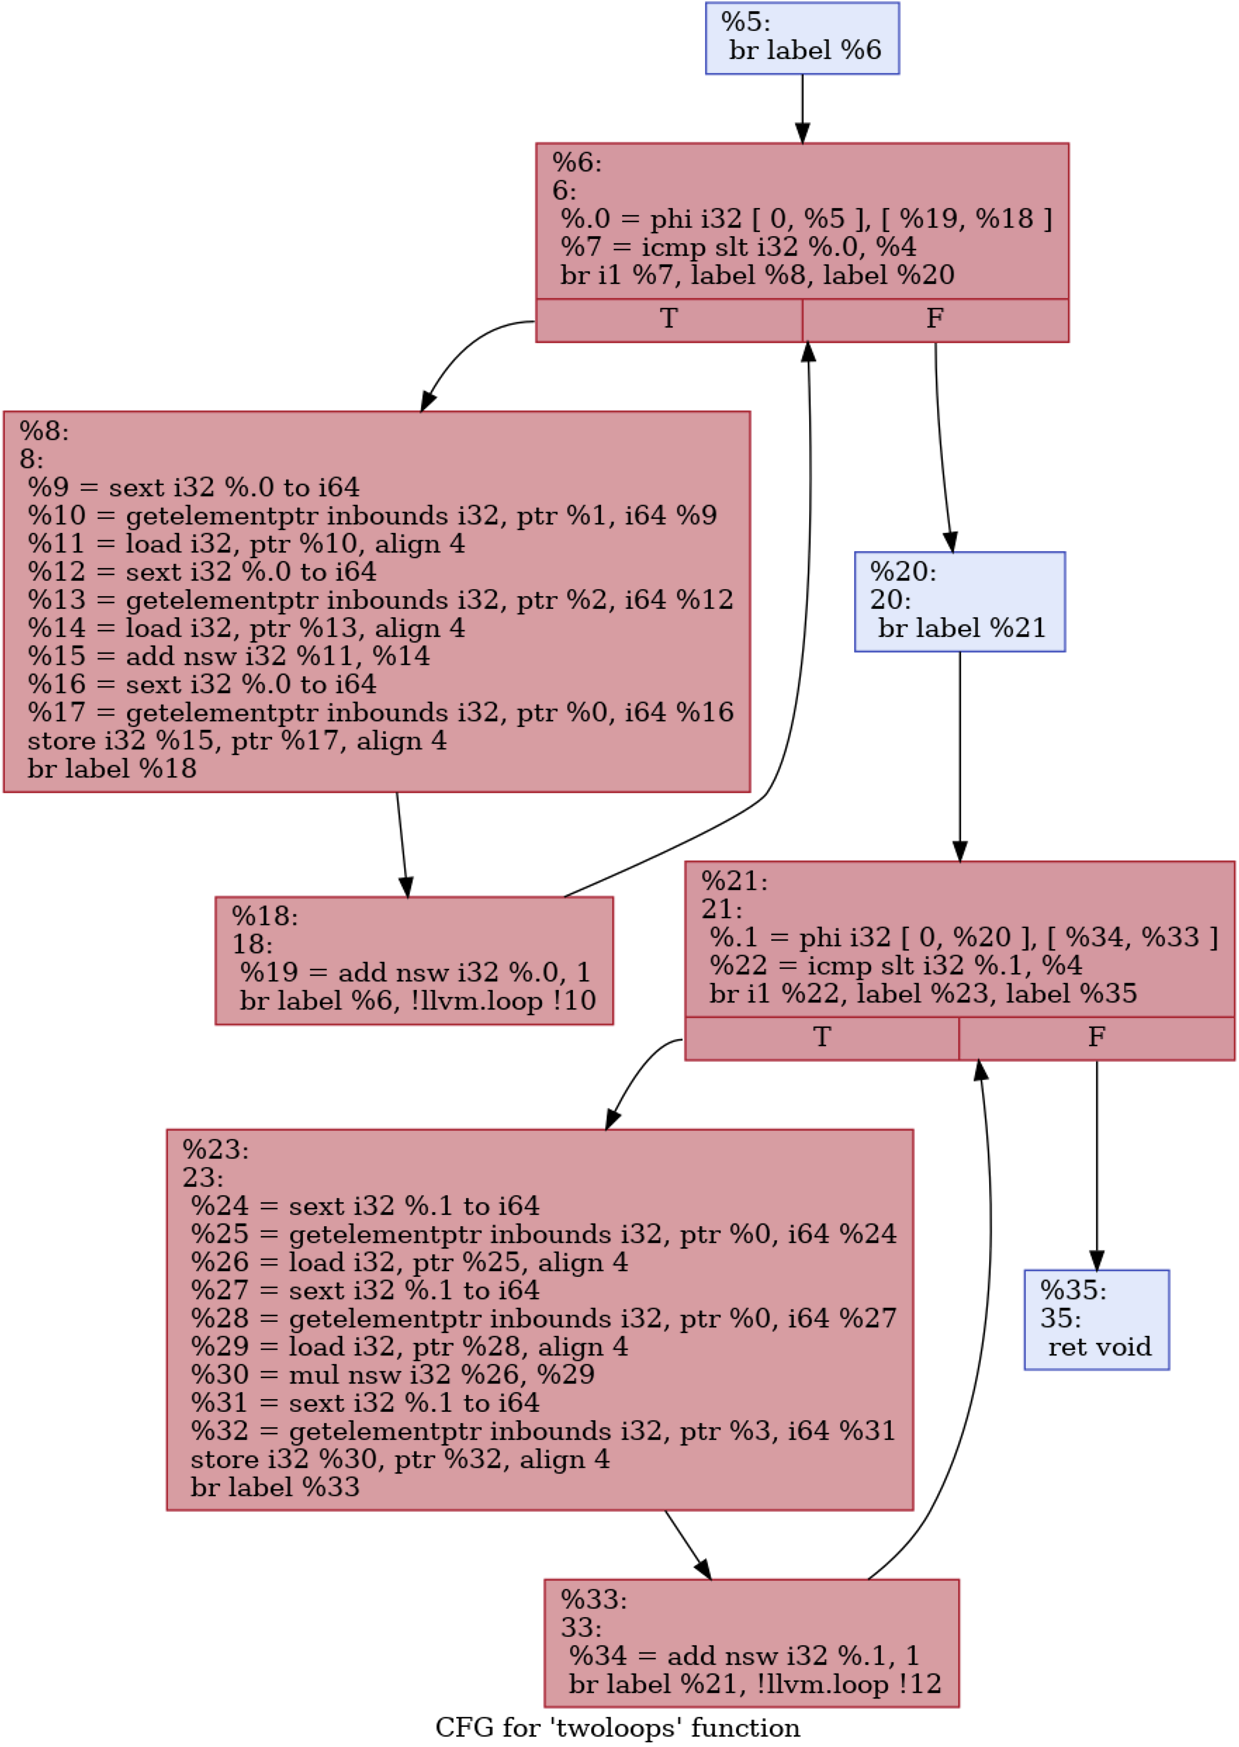 %5:
br label %6
%6:
6:
%.0 = phi i32 [ 0, %5 ], [ %19, %18 ]
%7 = icmp slt i32 %.0, %4
br i1 %7, label %8, label %20
T
F
%8:
8:
%9 = sext i32 %.0 to i64
%10 = getelementptr inbounds i32, ptr %1, i64 %9
%11 = load i32, ptr %10, align 4
%12 = sext i32 %.0 to i64
%13 = getelementptr inbounds i32, ptr %2, i64 %12
%14 = load i32, ptr %13, align 4
%15 = add nsw i32 %11, %14
%16 = sext i32 %.0 to i64
%17 = getelementptr inbounds i32, ptr %0, i64 %16
store i32 %15, ptr %17, align 4
br label %18
%18:
18:
%19 = add nsw i32 %.0, 1
br label %6, !llvm.loop !10
%20:
20:
br label %21
%21:
21:
%.1 = phi i32 [ 0, %20 ], [ %34, %33 ]
%22 = icmp slt i32 %.1, %4
br i1 %22, label %23, label %35
T
F
%23:
23:
%24 = sext i32 %.1 to i64
%25 = getelementptr inbounds i32, ptr %0, i64 %24
%26 = load i32, ptr %25, align 4
%27 = sext i32 %.1 to i64
%28 = getelementptr inbounds i32, ptr %0, i64 %27
%29 = load i32, ptr %28, align 4
%30 = mul nsw i32 %26, %29
%31 = sext i32 %.1 to i64
%32 = getelementptr inbounds i32, ptr %3, i64 %31
store i32 %30, ptr %32, align 4
br label %33
%35:
35:
ret void
%33:
33:
%34 = add nsw i32 %.1, 1
br label %21, !llvm.loop !12
CFG for 'twoloops' function